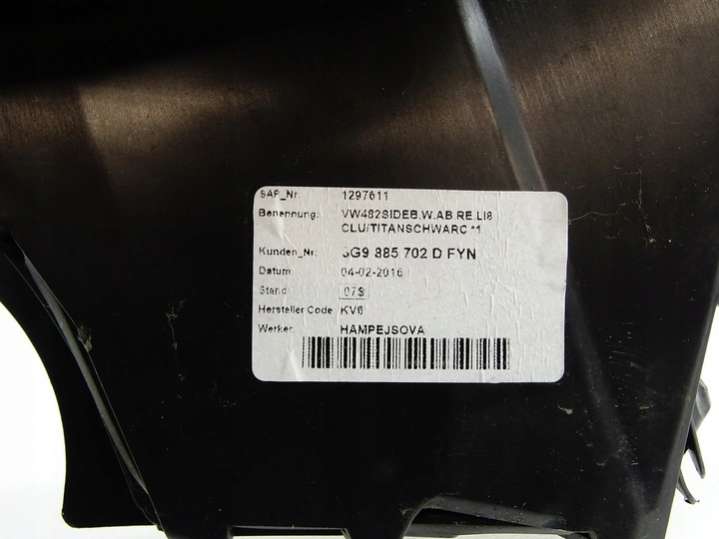 SAP_Nr. 1297611
Benennung: VW482SIDEB.W.AB RE.LI8
CLU/TITANSCHWARC *1
Kunden_Nr. 3G9 885 702 D FYN
Datum 04-02-2016
Stand 07S
Hersteller Code KV6
Werker HAMPEJSOVA